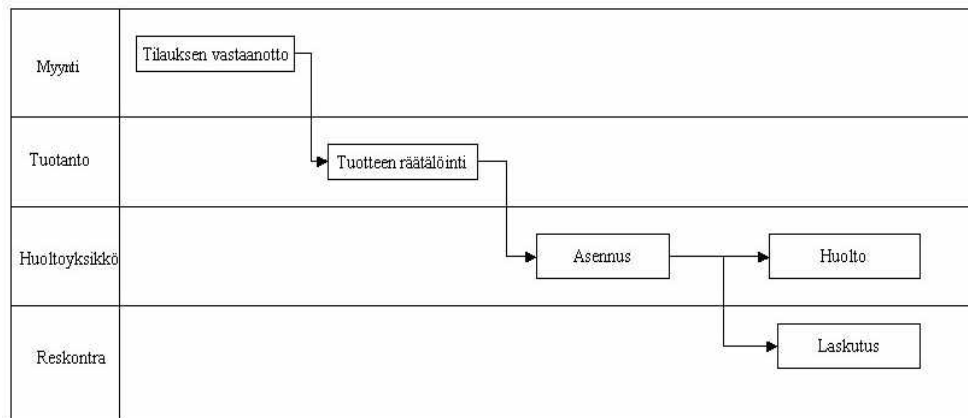 Myynti
Tilauksen vastaanotto
Tuotanto
Tuotteen räätälöinti
Huoltoyksikkö
Asennus
Huolto
Reskontra
Laskutus